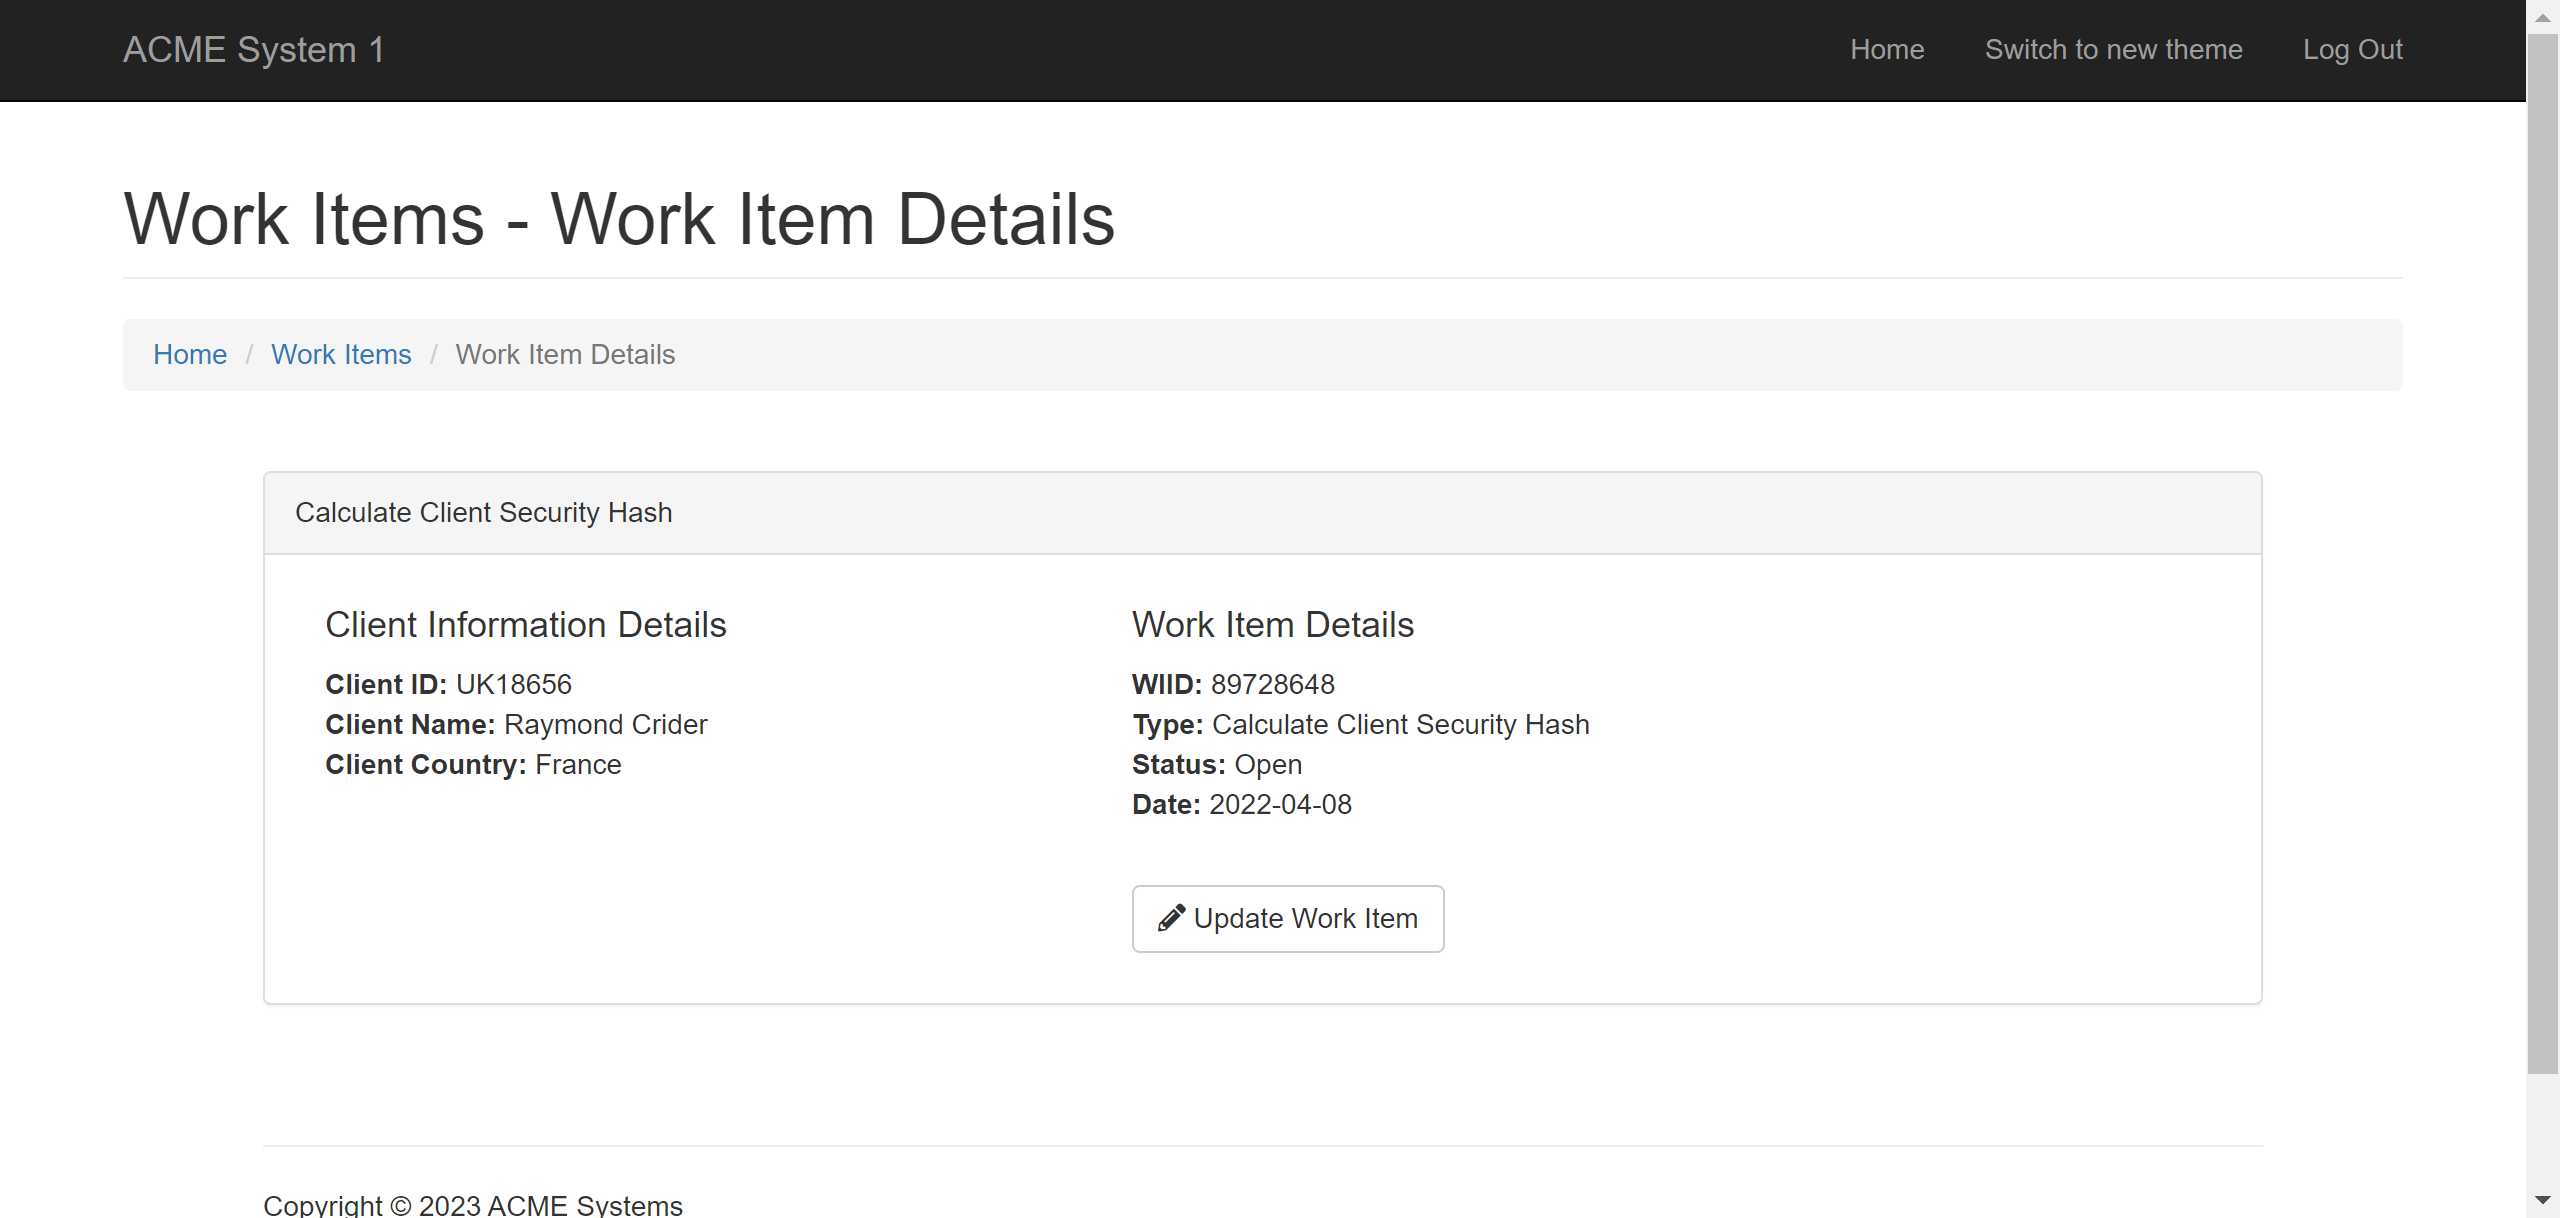 ACME System 1
Home
Switch to new theme
Log Out
Work Items - Work Item Details
Home / Work Items / Work Item Details
Calculate Client Security Hash
Client Information Details
Client ID: UK18656
Client Name: Raymond Crider
Client Country: France
Work Item Details
WIID: 89728648
Type: Calculate Client Security Hash
Status: Open
Date: 2022-04-08
Update Work Item
Copyright © 2023 ACME Systems